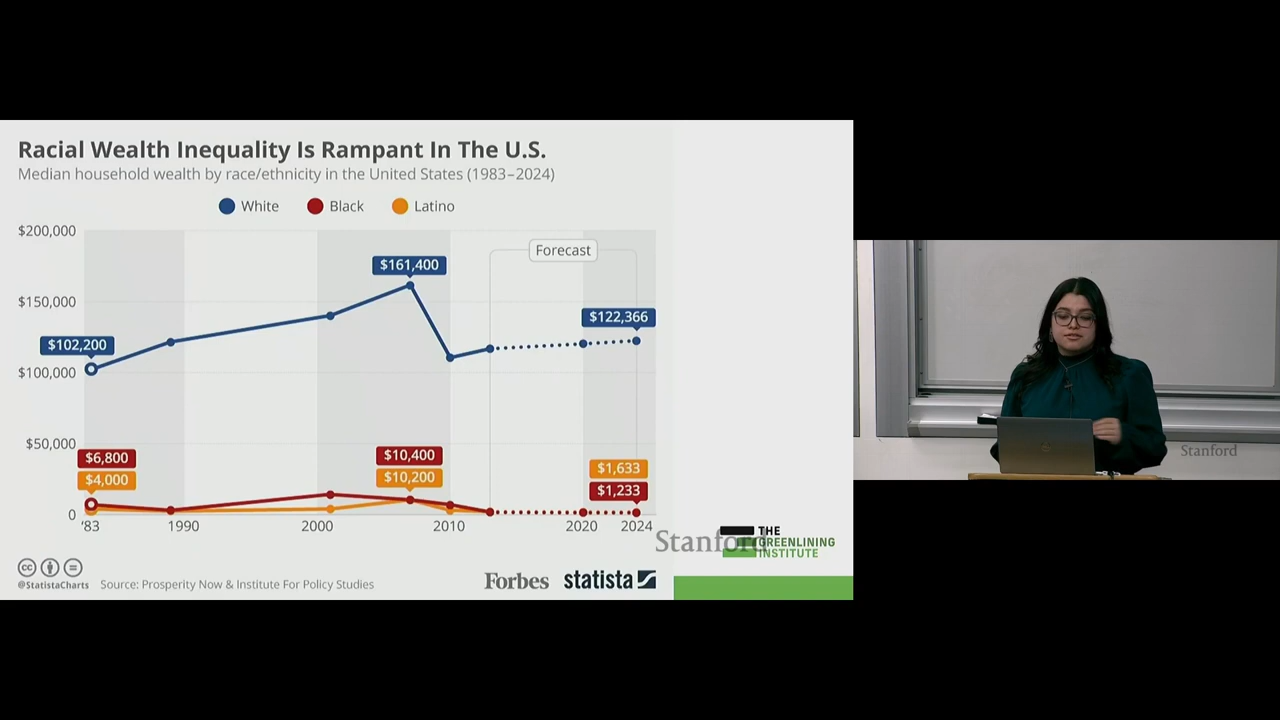 Racial Wealth Inequality Is Rampant In The U.S.
Median household wealth by race/ethnicity in the United States (1983–2024)
White Black Latino
$200,000
$150,000
$100,000
$50,000
0
Forecast
$161,400
$122,366
$102,200
$6,800
$4,000
$10,400
$10,200
$1,633
$1,233
'83 1990 2000 2010 2020 2024
@StatistaCharts Source: Prosperity Now & Institute For Policy Studies
Forbes statista
Stanford
THE
GREENLINING
INSTITUTE
Stanford